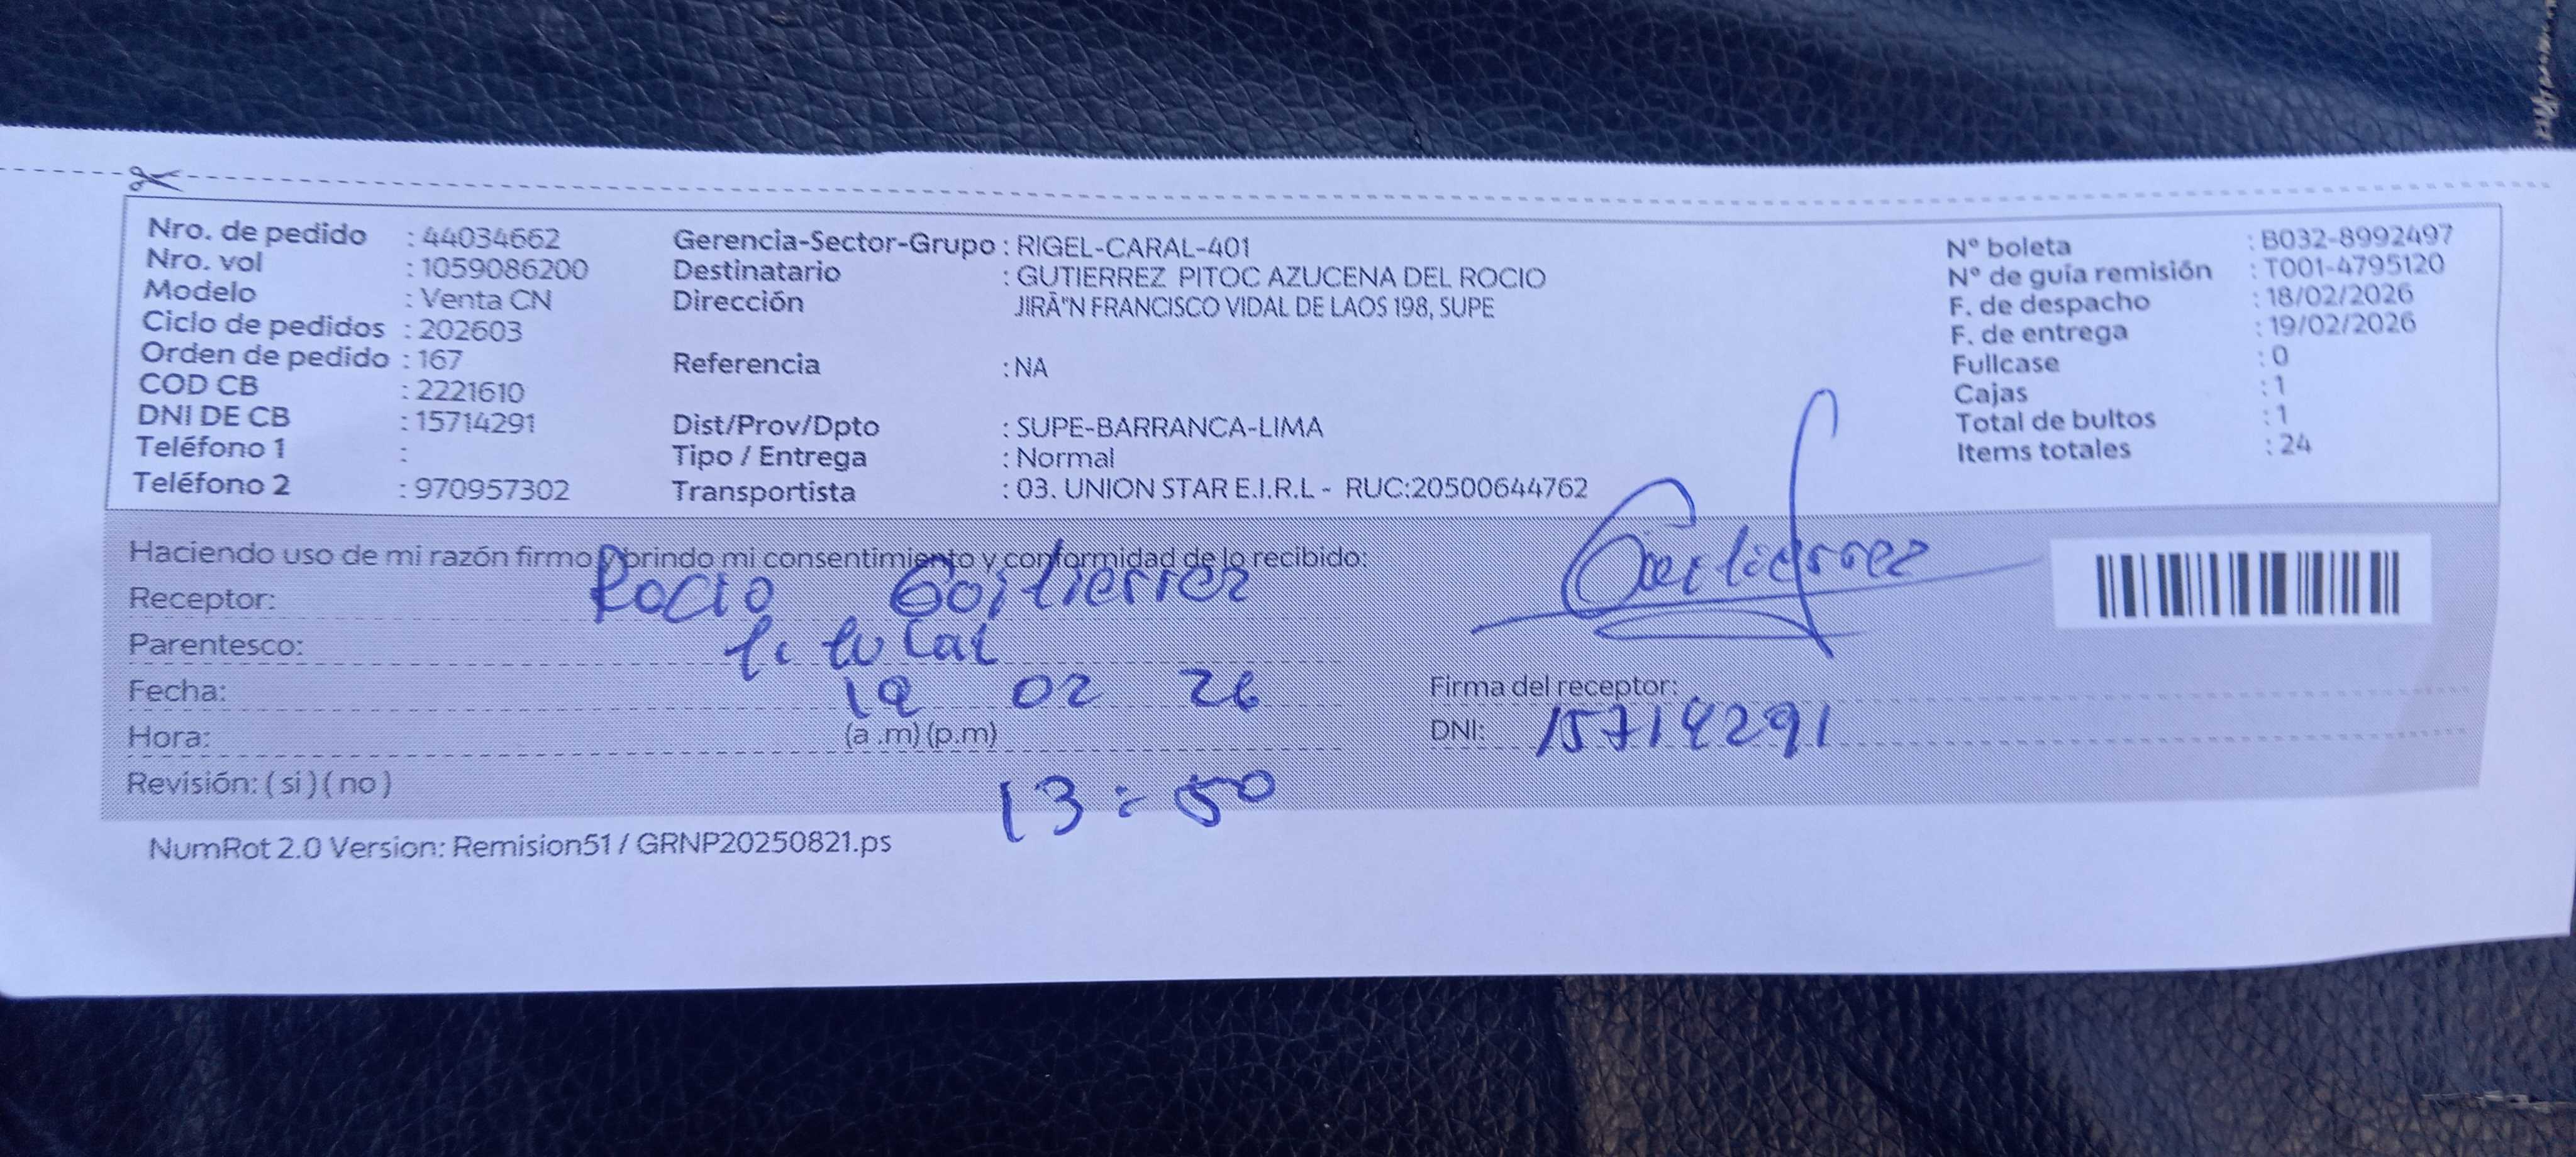 Nro. de pedido : 44034662
Nro. vol : 1059086200
Modelo : Venta CN
Ciclo de pedidos : 202603
Orden de pedido : 167
COD CB : 2221610
DNI DE CB : 15714291
Teléfono 1 :
Teléfono 2 : 970957302
Gerencia-Sector-Grupo : RIGEL-CARAL-401
Destinatario : GUTIERREZ PITOC AZUCENA DEL ROCIO
Dirección JIRÃ"N FRANCISCO VIDAL DE LAOS 198, SUPE
Referencia : NA
Dist/Prov/Dpto : SUPE-BARRANCA-LIMA
Tipo / Entrega : Normal
Transportista : 03. UNION STAR E.I.R.L - RUC:20500644762
N° boleta : B032-8992497
N° de guía remisión : T001-4795120
F. de despacho : 18/02/2026
F. de entrega : 19/02/2026
Fullcase : 0
Cajas : 1
Total de bultos : 1
Items totales : 24
Haciendo uso de mi razón firmo y brindo mi consentimiento y conformidad de lo recibido:
Receptor: Rocio Gutierrez
Parentesco: titular
Fecha: 19 02 26
Hora: (a .m) (p.m)
Revisión: ( si ) ( no ) 13:50
Gutierrez
Firma del receptor:
DNI: 15714291
NumRot 2.0 Version: Remision51 / GRNP20250821.ps